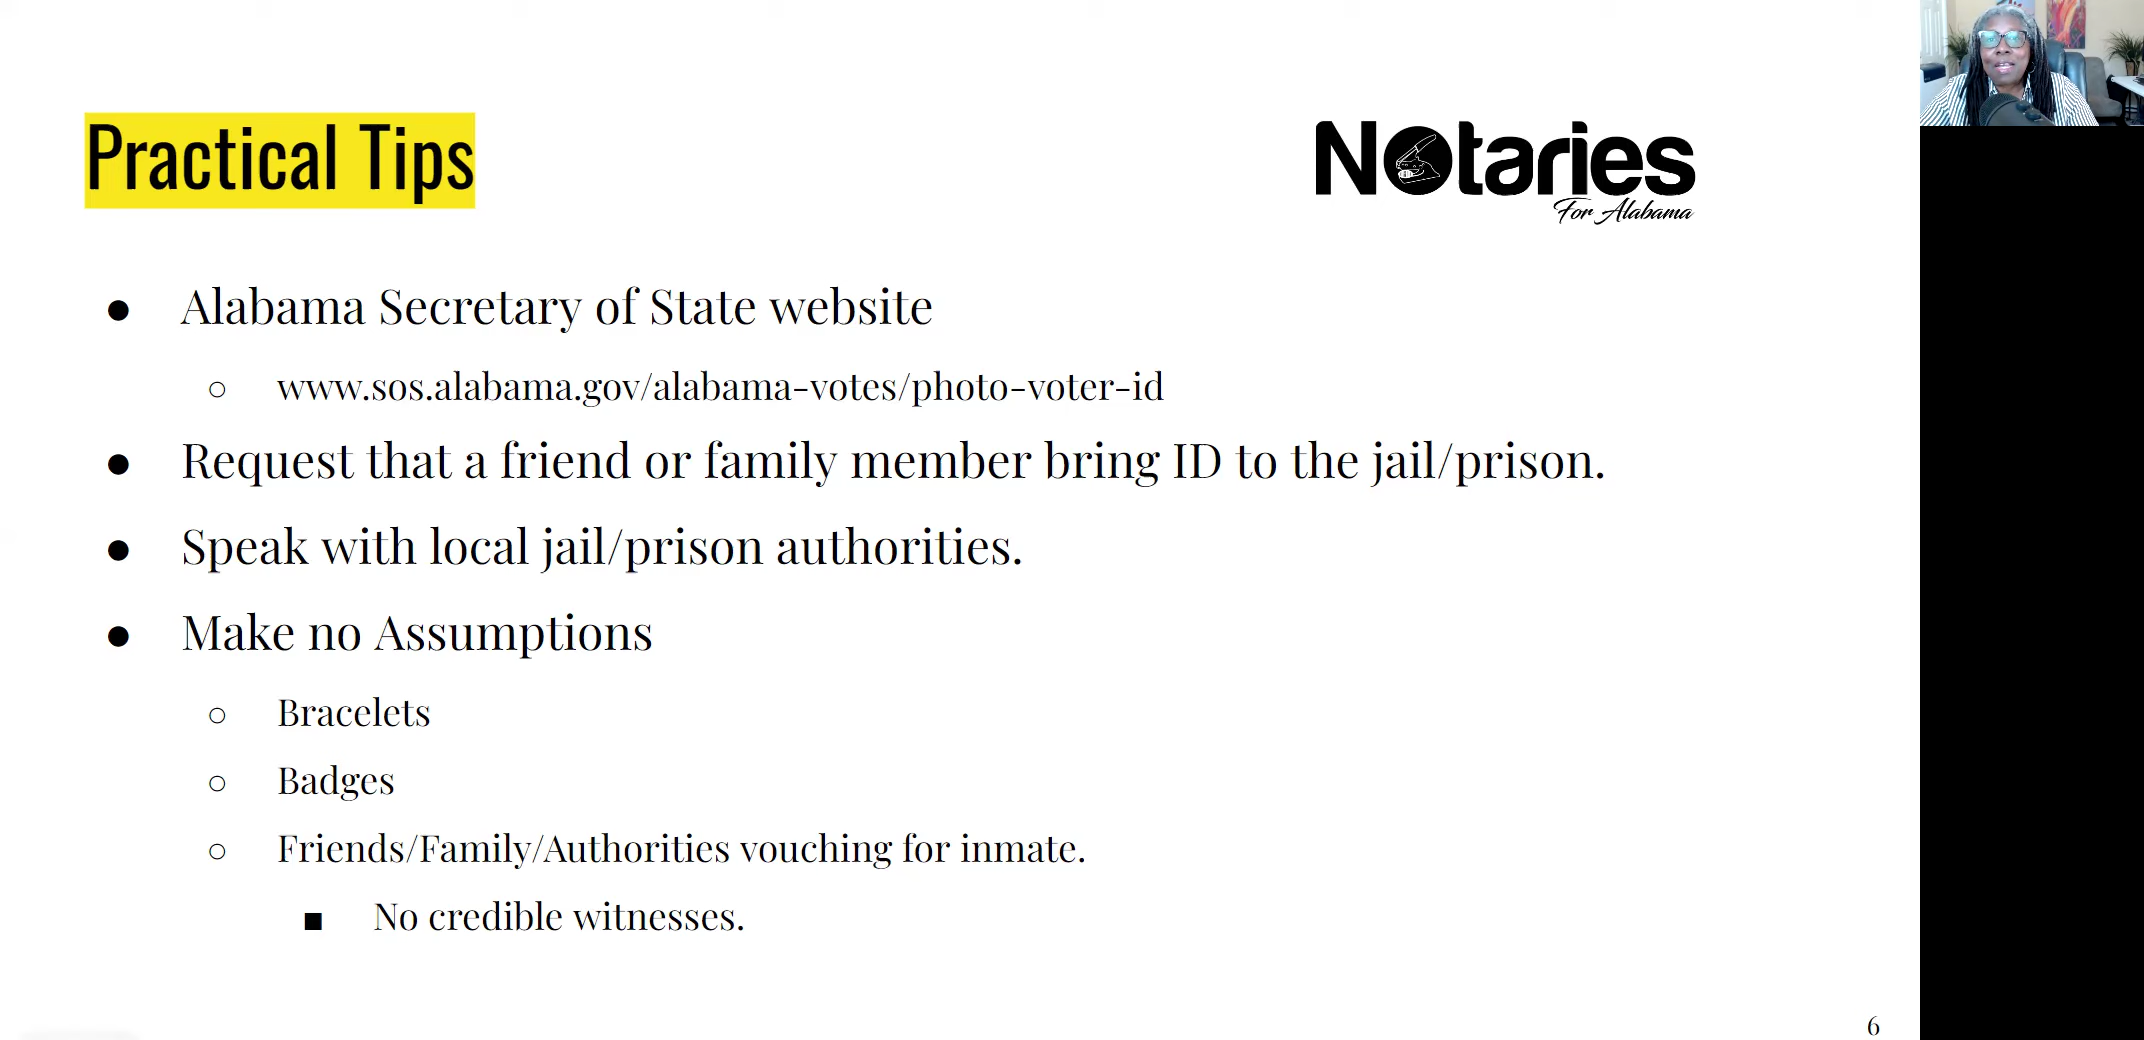 Practical Tips
Notaries
For Alabama
● Alabama Secretary of State website
○ www.sos.alabama.gov/alabama-votes/photo-voter-id
● Request that a friend or family member bring ID to the jail/prison.
● Speak with local jail/prison authorities.
● Make no Assumptions
○ Bracelets
○ Badges
○ Friends/Family/Authorities vouching for inmate.
■ No credible witnesses.
6